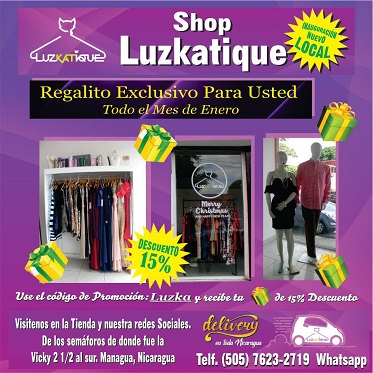 LUZKATIQUE
Shop
Luzkatique
INAUGURACIÓN
NUEVO
LOCAL
Regalito Exclusivo Para Usted
Todo el Mes de Enero
LUZKATIQUE
Merry
Christmas
DESCUENTO
15%
Use el código de Promoción: Luzka y recibe tu de 15% Descuento
Visitenos en la Tienda y nuestra redes Sociales.
De los semáforos de donde fue la
Vicky 2 1/2 al sur. Managua, Nicaragua
delivery
en toda Nicaragua
Telf. (505) 7623-2719 Whatsapp